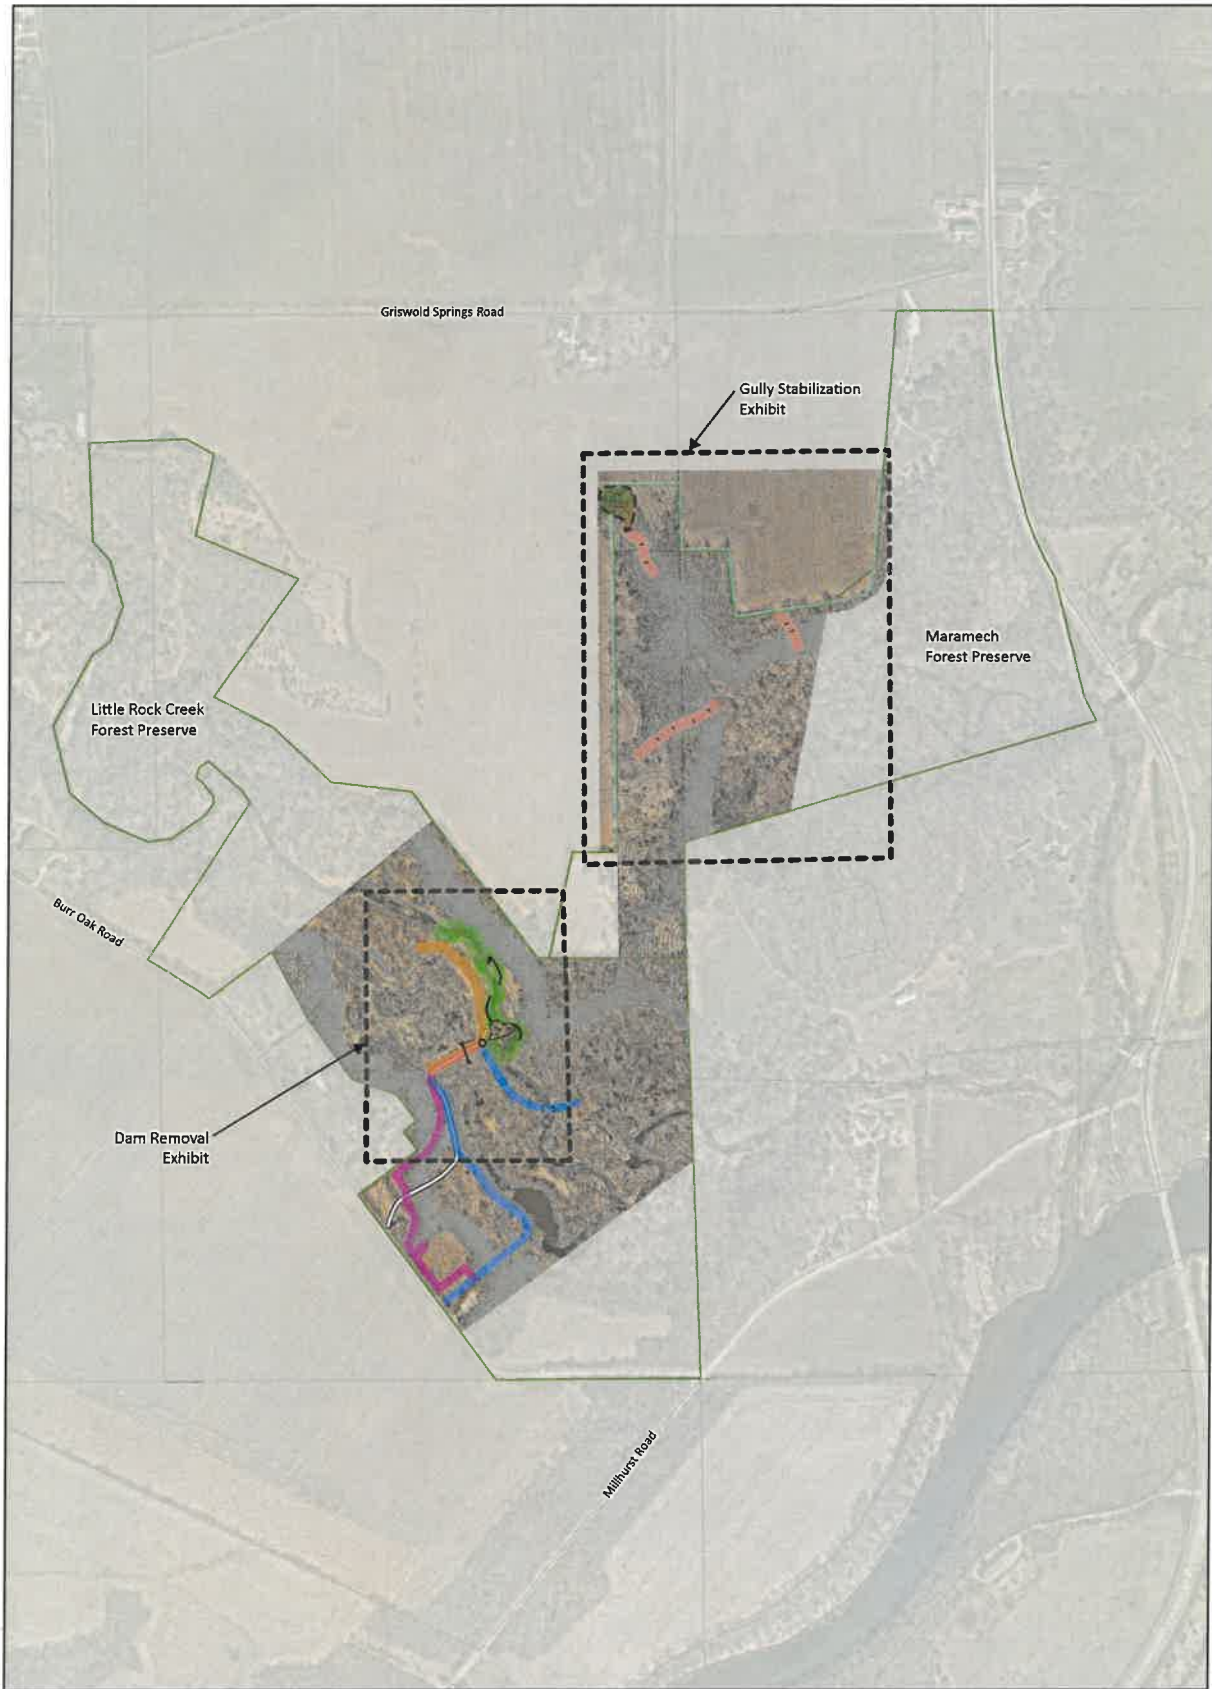 Griswold Springs Road
Gully Stabilization
Exhibit
Maramech
Forest Preserve
Little Rock Creek
Forest Preserve
Burr Oak Road
Dam Removal
Exhibit
Millhurst Road